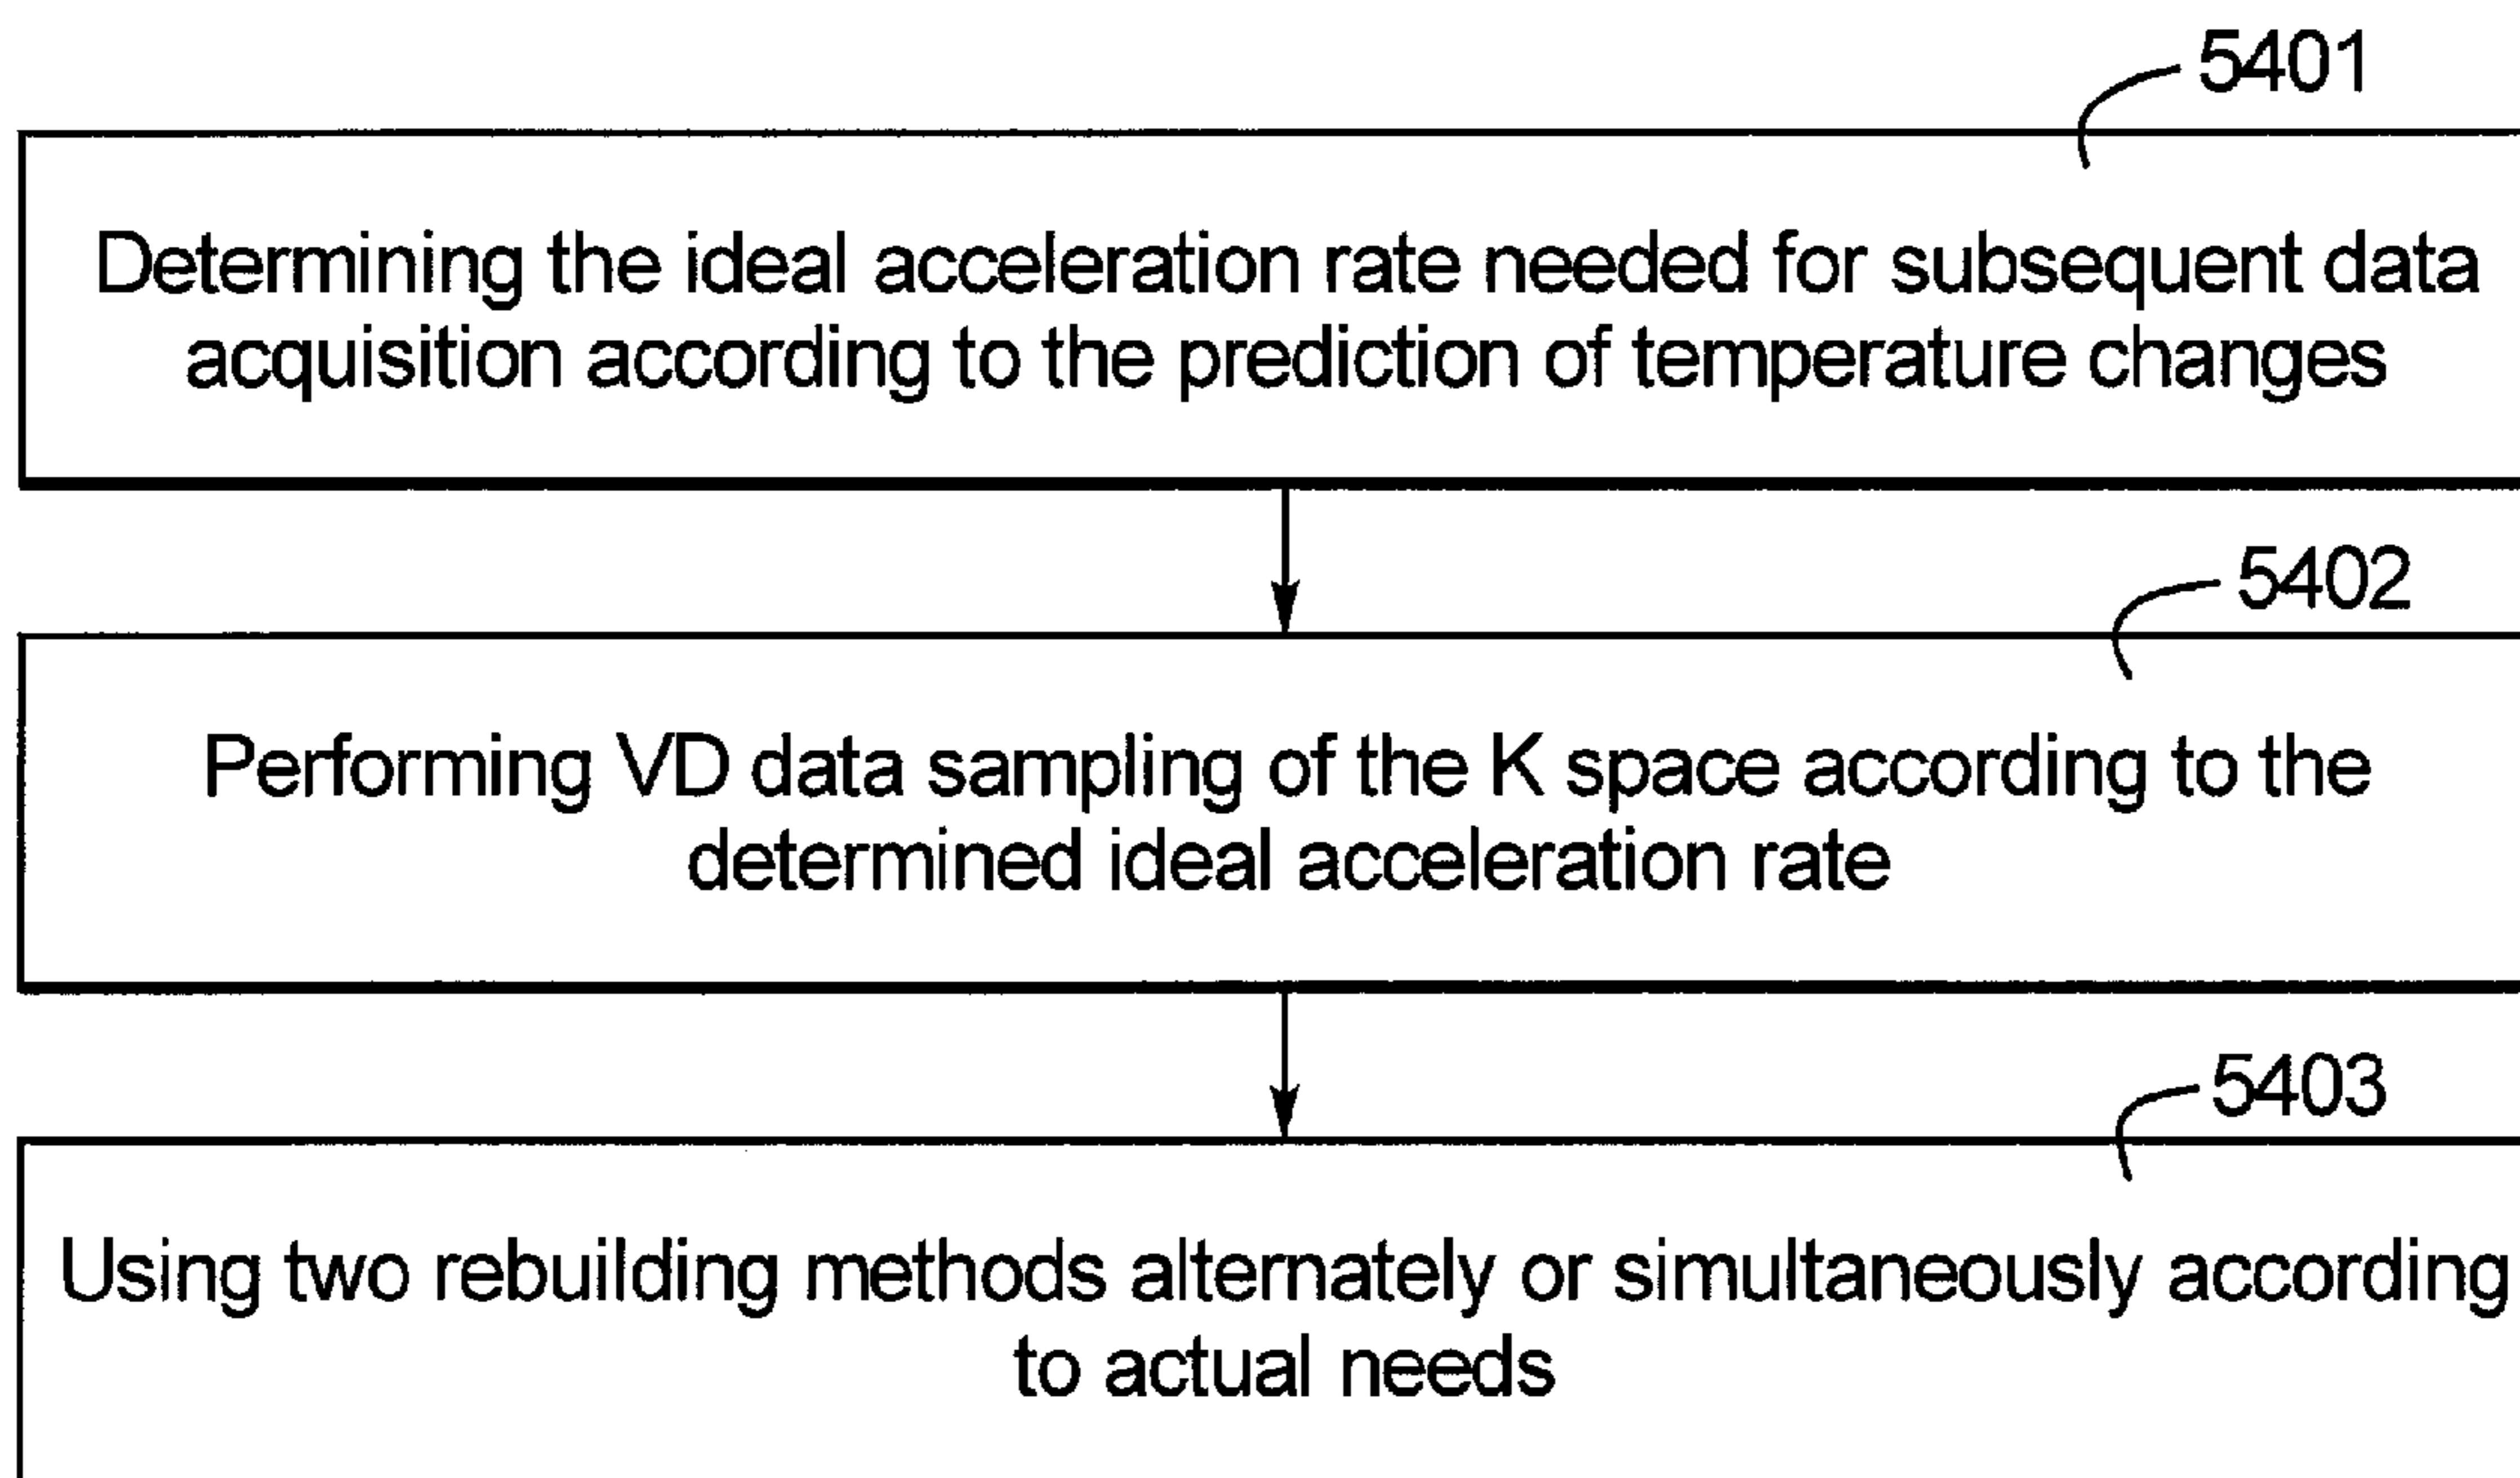 5401
Determining the ideal acceleration rate needed for subsequent data
acquisition according to the prediction of temperature changes
5402
Performing VD data sampling of the K space according to the
determined ideal acceleration rate
5403
Using two rebuilding methods alternately or simultaneously according
to actual needs